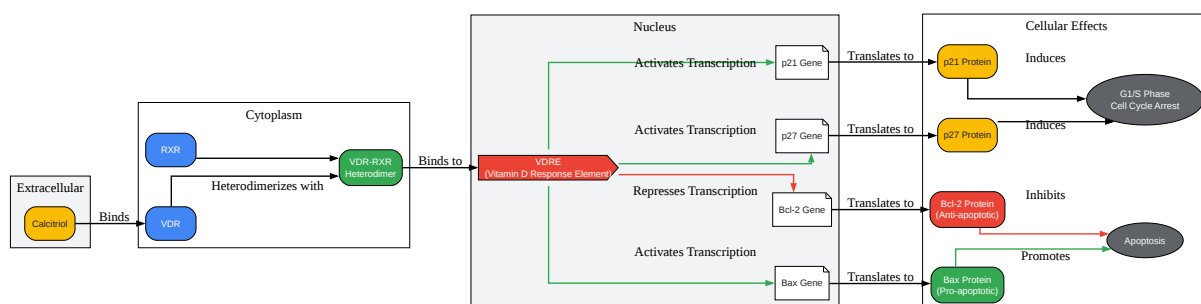 Extracellular
Calcitriol
Binds
Cytoplasm
RXR
VDR
Heterodimerizes with
VDR-RXR
Heterodimer
Binds to
Nucleus
VDRE
(Vitamin D Response Element)
Activates Transcription
p21 Gene
Translates to
Activates Transcription
p27 Gene
Translates to
Represses Transcription
Bcl-2 Gene
Translates to
Activates Transcription
Bax Gene
Translates to
Cellular Effects
p21 Protein
Induces
G1/S Phase
Cell Cycle Arrest
p27 Protein
Induces
Bcl-2 Protein
(Anti-apoptotic)
Inhibits
Apoptosis
Promotes
Bax Protein
(Pro-apoptotic)